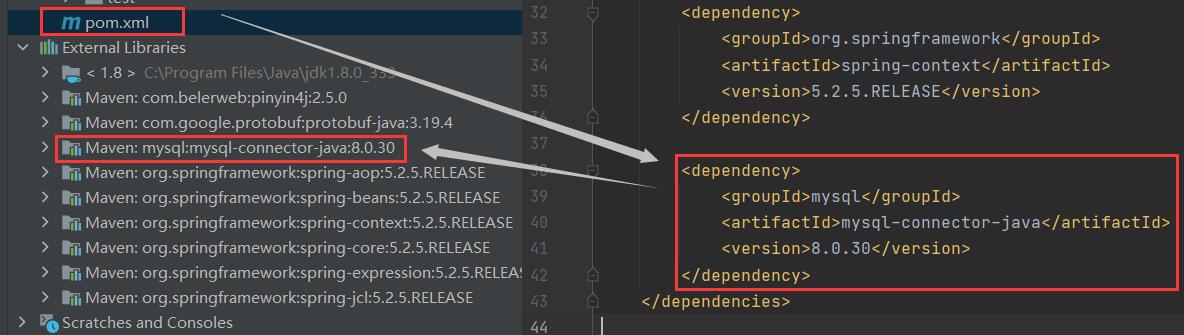 test
pom.xml
External Libraries
< 1.8 > C:\Program Files\Java\jdk1.8.0_333
Maven: com.belerweb:pinyin4j:2.5.0
Maven: com.google.protobuf:protobuf-java:3.19.4
Maven: mysql:mysql-connector-java:8.0.30
Maven: org.springframework:spring-aop:5.2.5.RELEASE
Maven: org.springframework:spring-beans:5.2.5.RELEASE
Maven: org.springframework:spring-context:5.2.5.RELEASE
Maven: org.springframework:spring-core:5.2.5.RELEASE
Maven: org.springframework:spring-expression:5.2.5.RELEA
Maven: org.springframework:spring-jcl:5.2.5.RELEASE
Scratches and Consoles
32 <dependency>
33 <groupId>org.springframework</groupId>
34 <artifactId>spring-context</artifactId>
35 <version>5.2.5.RELEASE</version>
36 </dependency>
37
38 <dependency>
39 <groupId>mysql</groupId>
40 <artifactId>mysql-connector-java</artifactId>
41 <version>8.0.30</version>
42 </dependency>
43 </dependencies>
44